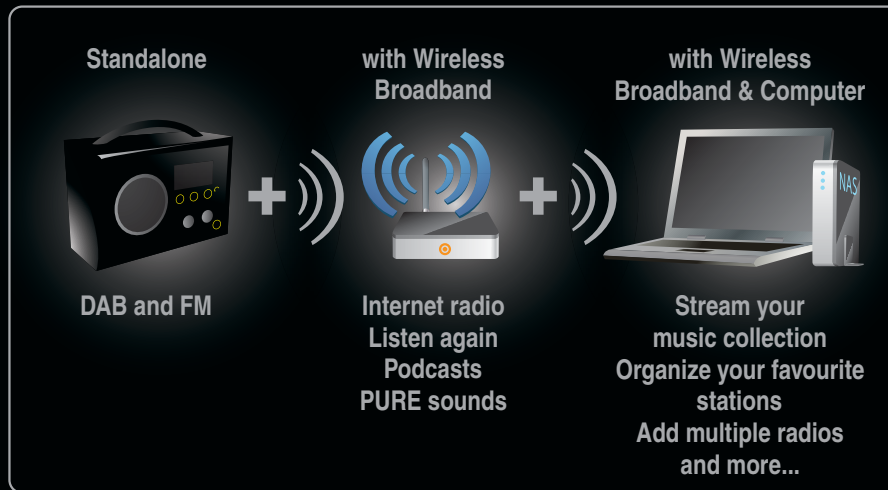 Standalone
DAB and FM
with Wireless
Broadband
Internet radio
Listen again
Podcasts
PURE sounds
with Wireless
Broadband & Computer
NAS
Stream your
music collection
Organize your favourite
stations
Add multiple radios
and more...